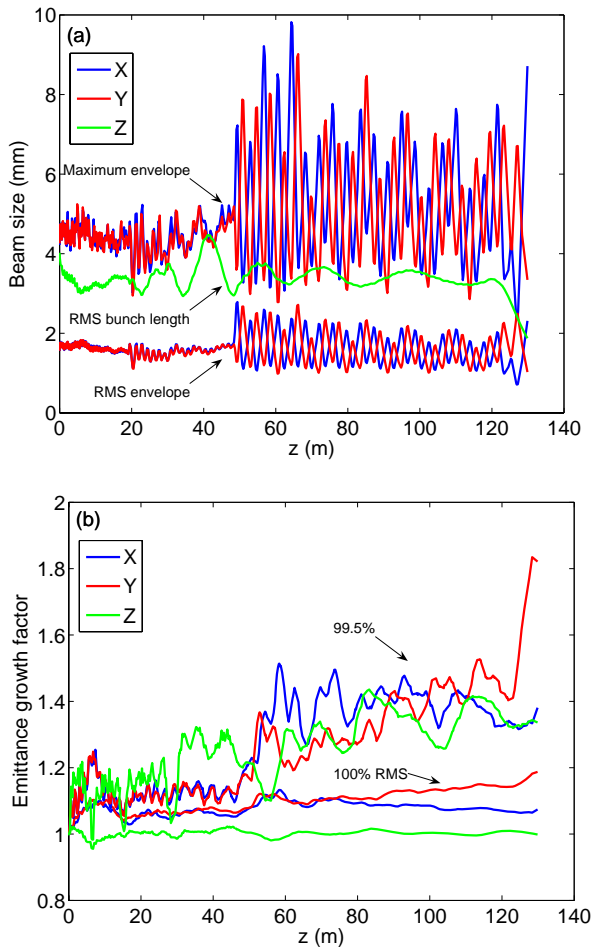 (a)
X
Y
Z
10
8
6
4
2
0
Beam size (mm)
Maximum envelope
RMS bunch length
RMS envelope
0 20 40 60 80 100 120 140
z (m)
(b)
X
Y
Z
2
1.8
1.6
1.4
1.2
1
0.8
Emittance growth factor
99.5%
100% RMS
0 20 40 60 80 100 120 140
z (m)